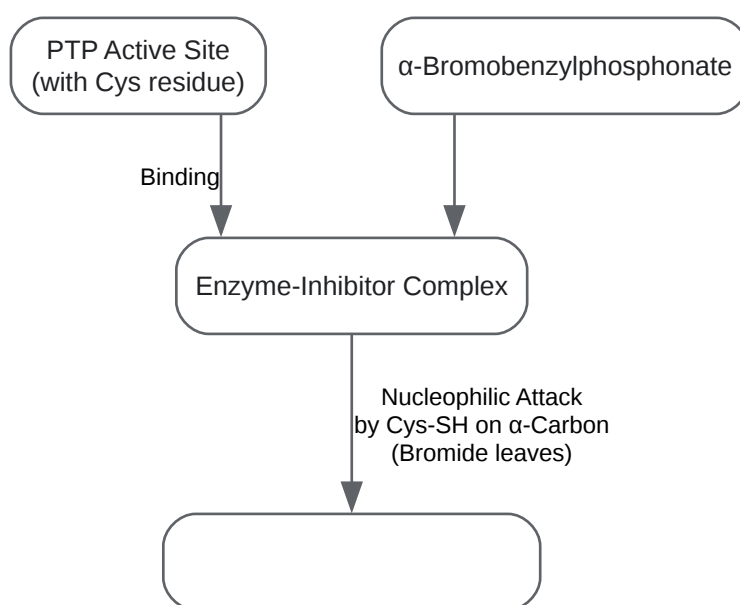 PTP Active Site
(with Cys residue)
α-Bromobenzylphosphonate
Binding
Enzyme-Inhibitor Complex
Nucleophilic Attack
by Cys-SH on α-Carbon
(Bromide leaves)